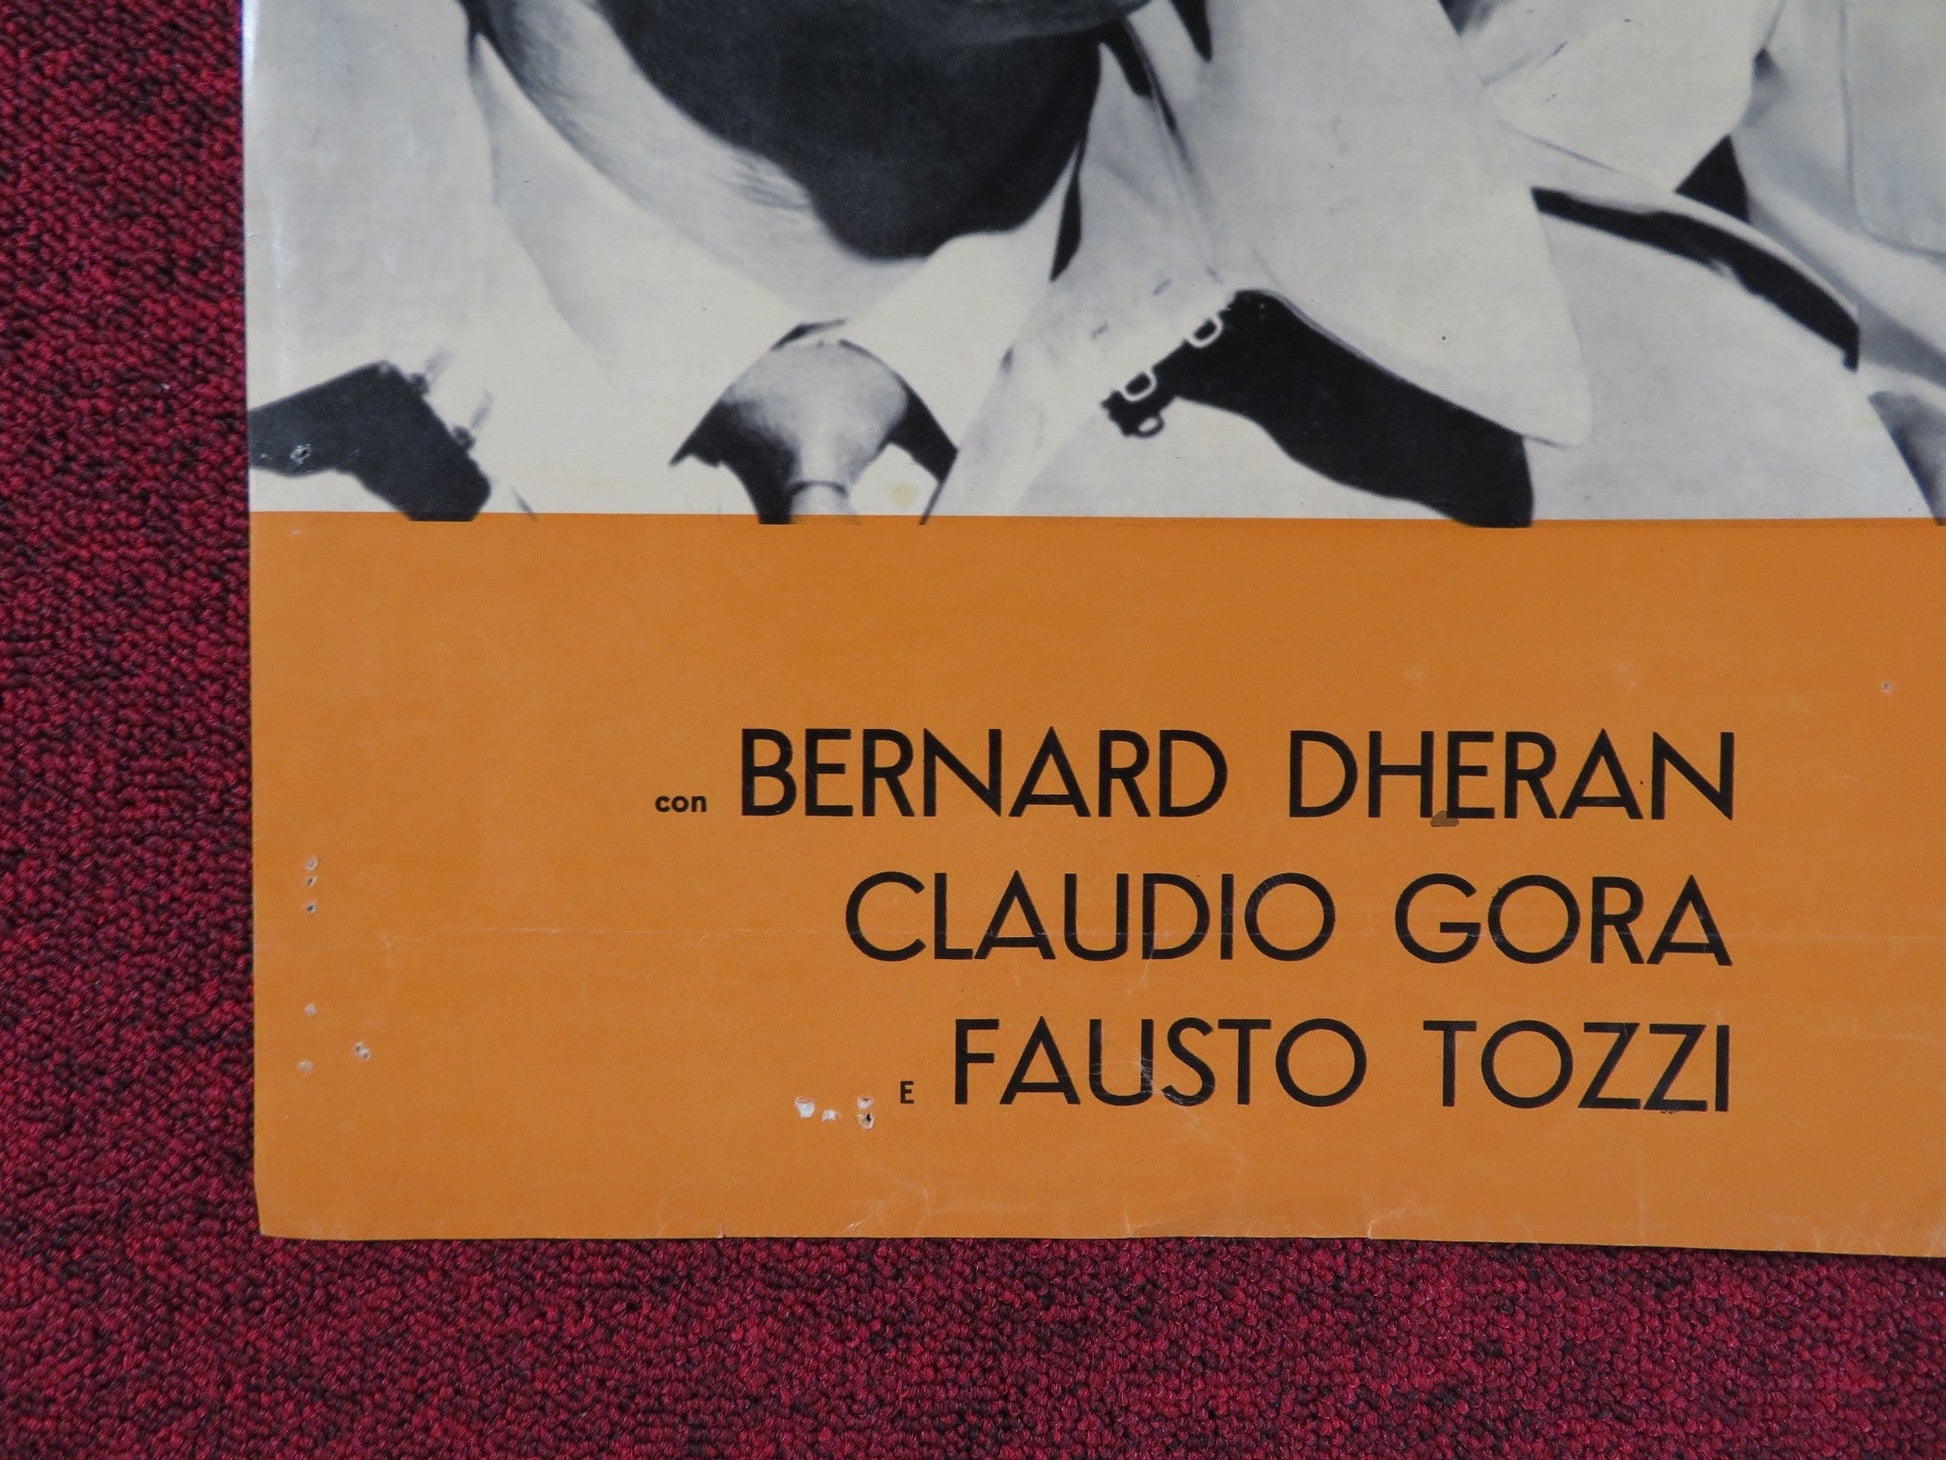 con BERNARD DHERAN
CLAUDIO GORA
E FAUSTO TOZZI